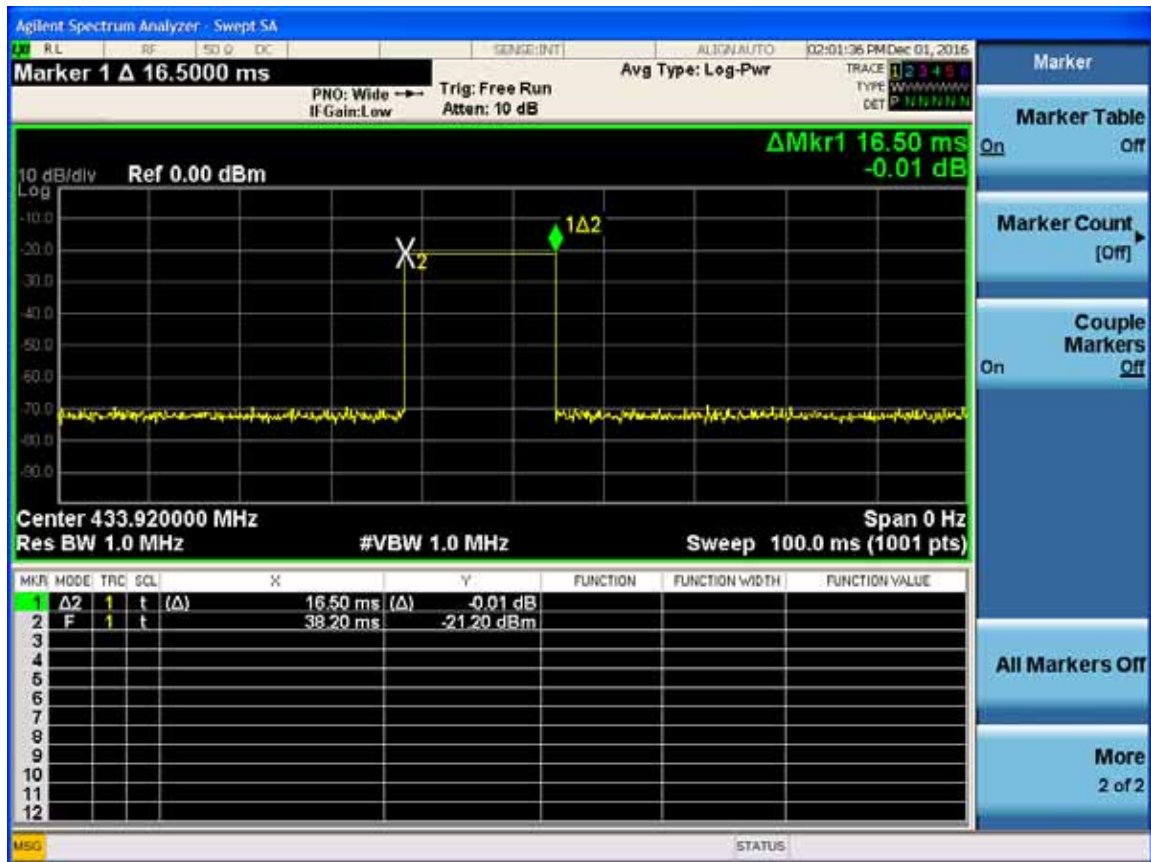 Agilent Spectrum Analyzer - Swept SA
LXI RL RF 50 Ω DC SENSE:INT ALIGN AUTO 02:01:36 PM Dec 01, 2016
Marker 1 Δ 16.5000 ms
PNO: Wide
IFGain:Low
Trig: Free Run
Atten: 10 dB
Avg Type: Log-Pwr
TRACE 1 2 3 4 5 6
TYPE WWWWWW
DET P N N N N N
ΔMkr1 16.50 ms
-0.01 dB
10 dB/div Ref 0.00 dBm
Log
-10.0
-20.0
-30.0
-40.0
-50.0
-60.0
-70.0
-80.0
-90.0
X2
1Δ2
Center 433.920000 MHz Span 0 Hz
Res BW 1.0 MHz #VBW 1.0 MHz Sweep 100.0 ms (1001 pts)
MKR MODE TRC SCL X Y FUNCTION FUNCTION WIDTH FUNCTION VALUE
1 Δ2 1 t (Δ) 16.50 ms (Δ) -0.01 dB
2 F 1 t 38.20 ms -21.20 dBm
3
4
5
6
7
8
9
10
11
12
MSG STATUS
Marker
Marker Table
On Off
Marker Count
[Off]
Couple
Markers
On Off
All Markers Off
More
2 of 2